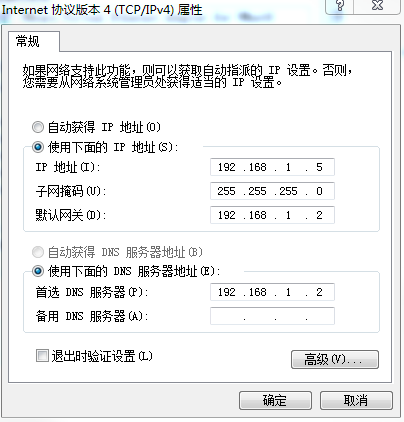 Internet 协议版本 4 (TCP/IPv4) 属性
常规
如果网络支持此功能，则可以获取自动指派的 IP 设置。否则，
您需要从网络系统管理员处获得适当的 IP 设置。
自动获得 IP 地址(O)
使用下面的 IP 地址(S):
IP 地址(I): 192 .168 . 1 . 5
子网掩码(U): 255 .255 .255 . 0
默认网关(D): 192 .168 . 1 . 2
自动获得 DNS 服务器地址(B)
使用下面的 DNS 服务器地址(E):
首选 DNS 服务器(P): 192 .168 . 1 . 2
备用 DNS 服务器(A): . . .
退出时验证设置(L)
高级(V)...
确定 取消